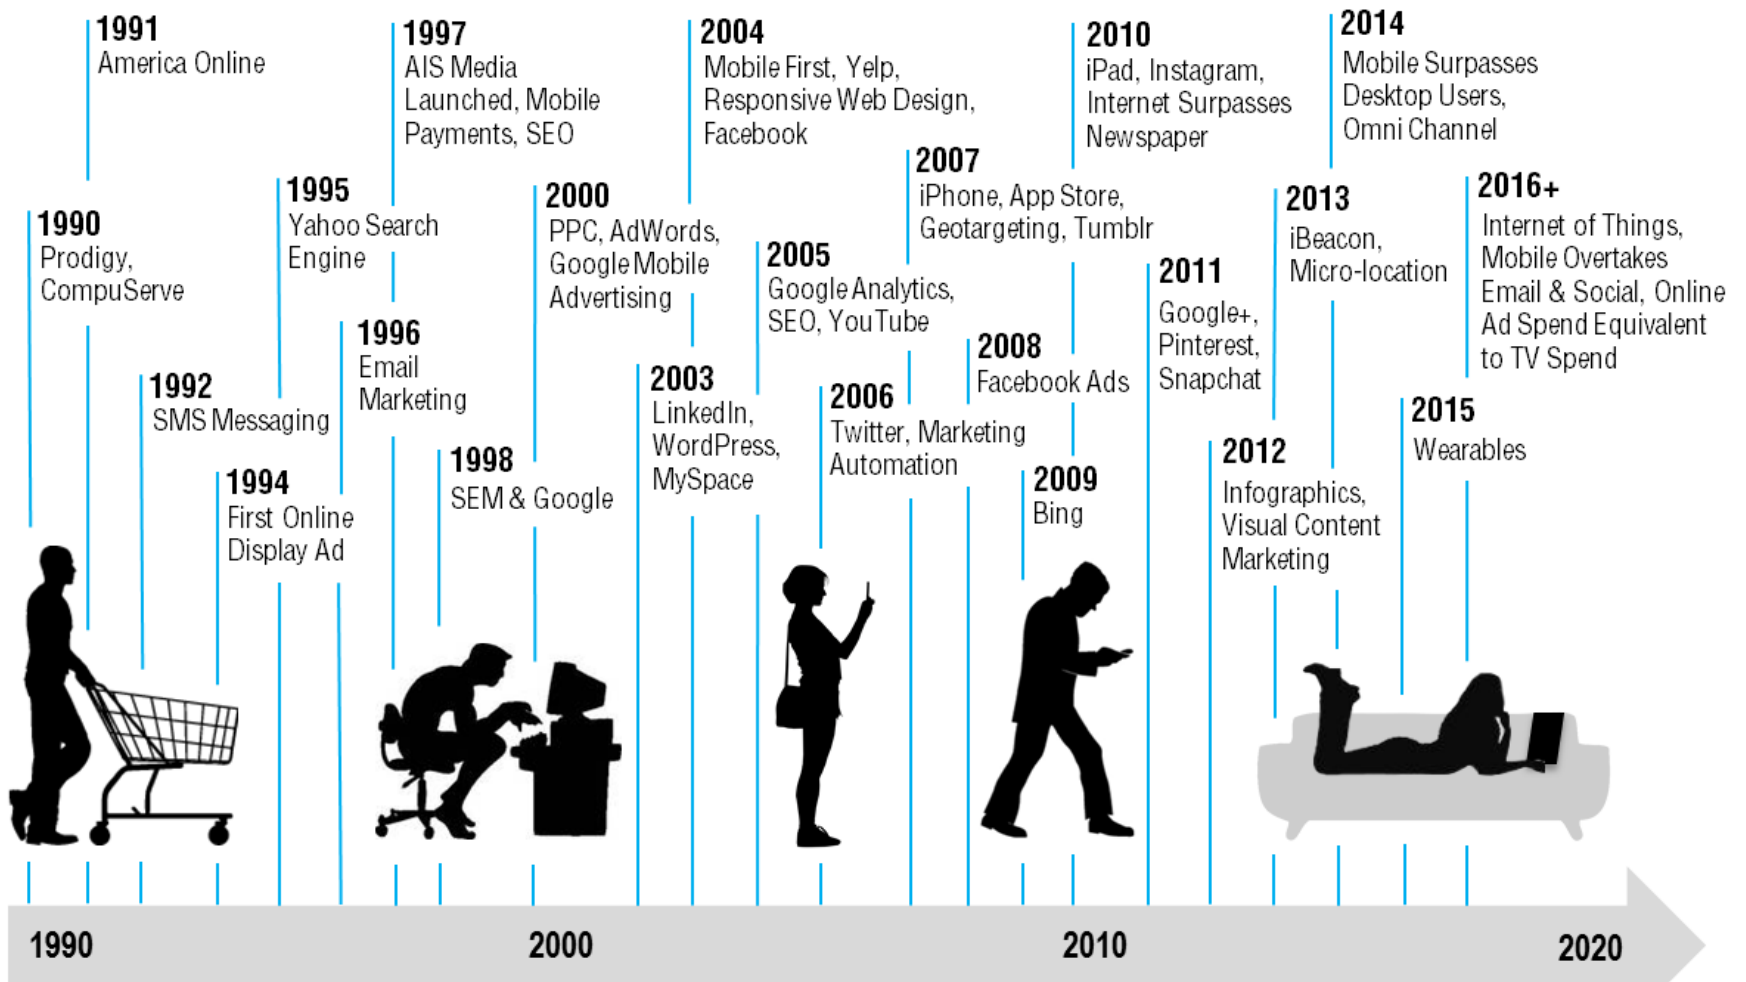 1990
Prodigy,
CompuServe
1991
America Online
1992
SMS Messaging
1994
First Online
Display Ad
1995
Yahoo Search
Engine
1996
Email
Marketing
1997
AIS Media
Launched, Mobile
Payments, SEO
1998
SEM & Google
2000
PPC, AdWords,
Google Mobile
Advertising
2003
LinkedIn,
WordPress,
MySpace
2004
Mobile First, Yelp,
Responsive Web Design,
Facebook
2005
Google Analytics,
SEO, YouTube
2006
Twitter, Marketing
Automation
2007
iPhone, App Store,
Geotargeting, Tumblr
2008
Facebook Ads
2009
Bing
2010
iPad, Instagram,
Internet Surpasses
Newspaper
2011
Google+,
Pinterest,
Snapchat
2012
Infographics,
Visual Content
Marketing
2013
iBeacon,
Micro-location
2014
Mobile Surpasses
Desktop Users,
Omni Channel
2015
Wearables
2016+
Internet of Things,
Mobile Overtakes
Email & Social, Online
Ad Spend Equivalent
to TV Spend
1990
2000
2010
2020